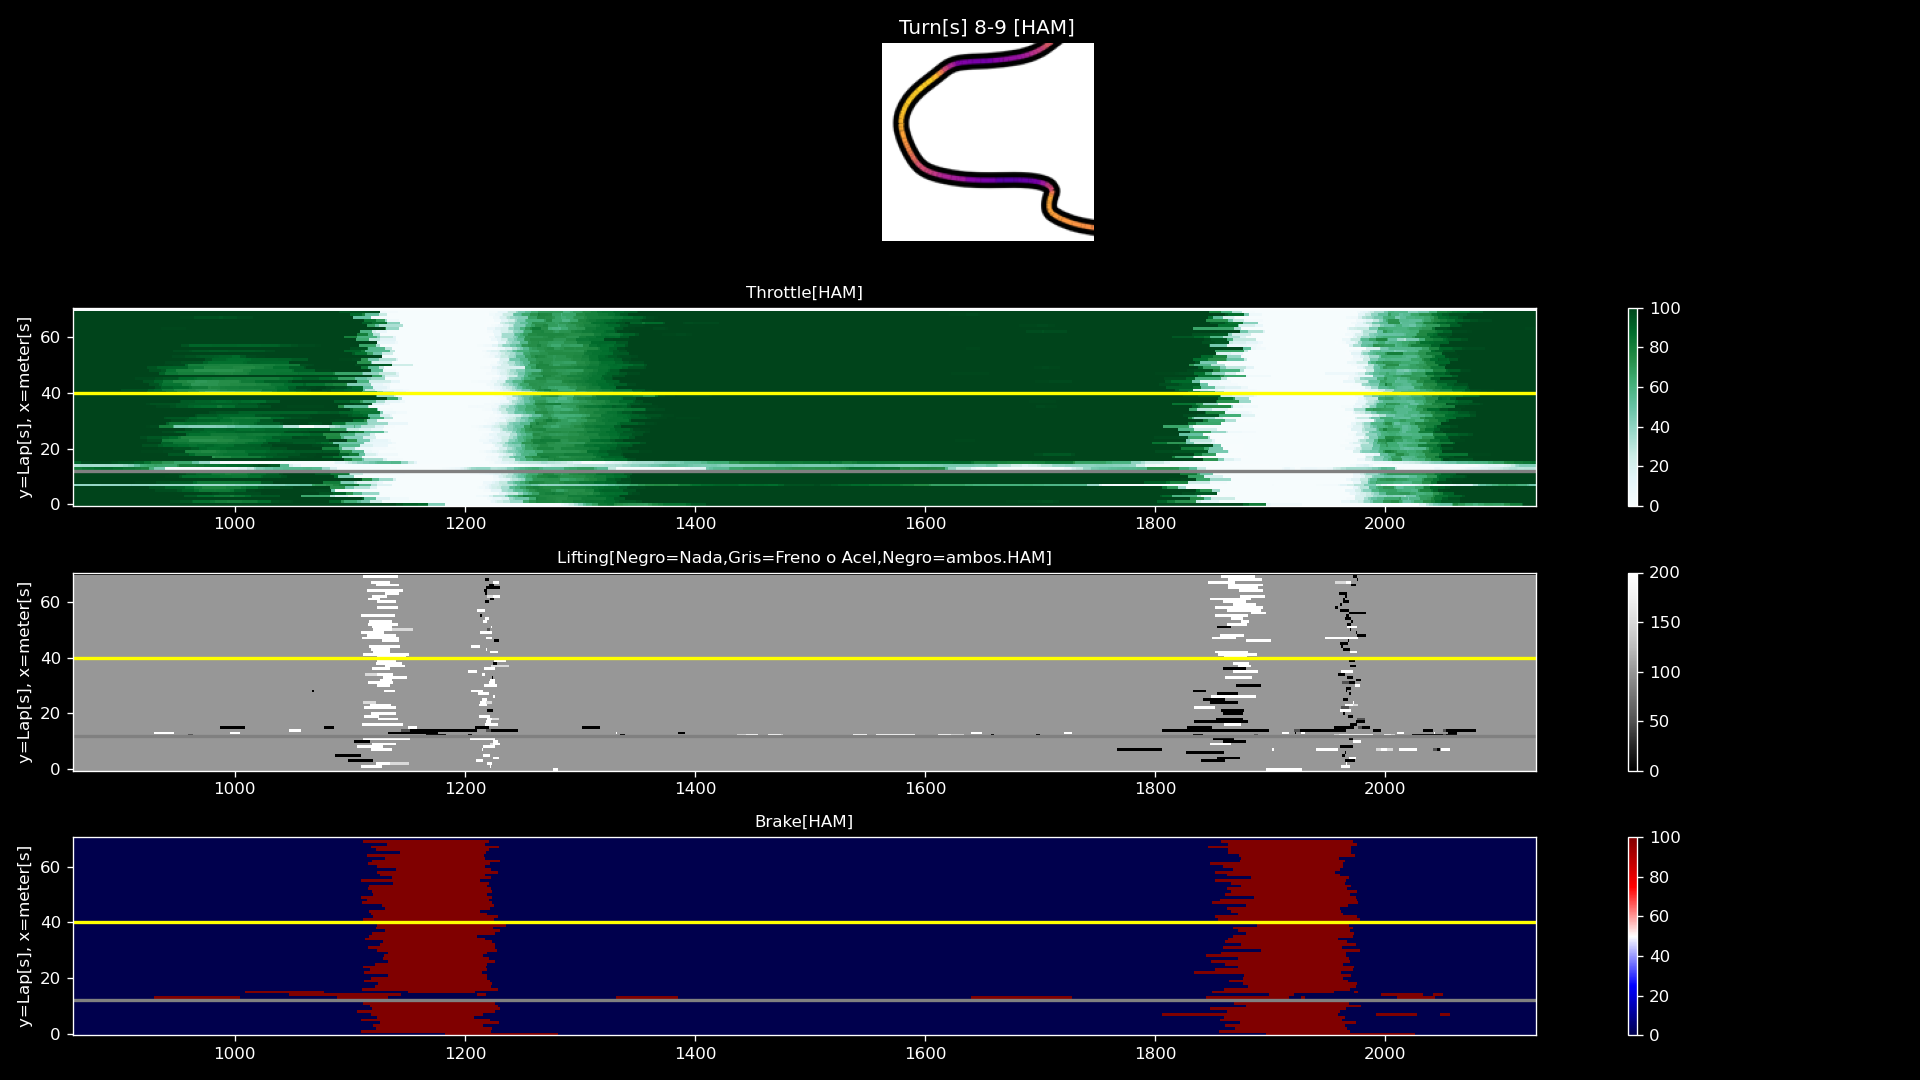 Turn[s] 8-9 [HAM]
Throttle[HAM]
y=Lap[s], x=meter[s]
60
40
20
0
1000 1200 1400 1600 1800 2000
100
80
60
40
20
0
Lifting[Negro=Nada,Gris=Freno o Acel,Negro=ambos.HAM]
y=Lap[s], x=meter[s]
60
40
20
0
1000 1200 1400 1600 1800 2000
200
150
100
50
0
Brake[HAM]
y=Lap[s], x=meter[s]
60
40
20
0
1000 1200 1400 1600 1800 2000
100
80
60
40
20
0